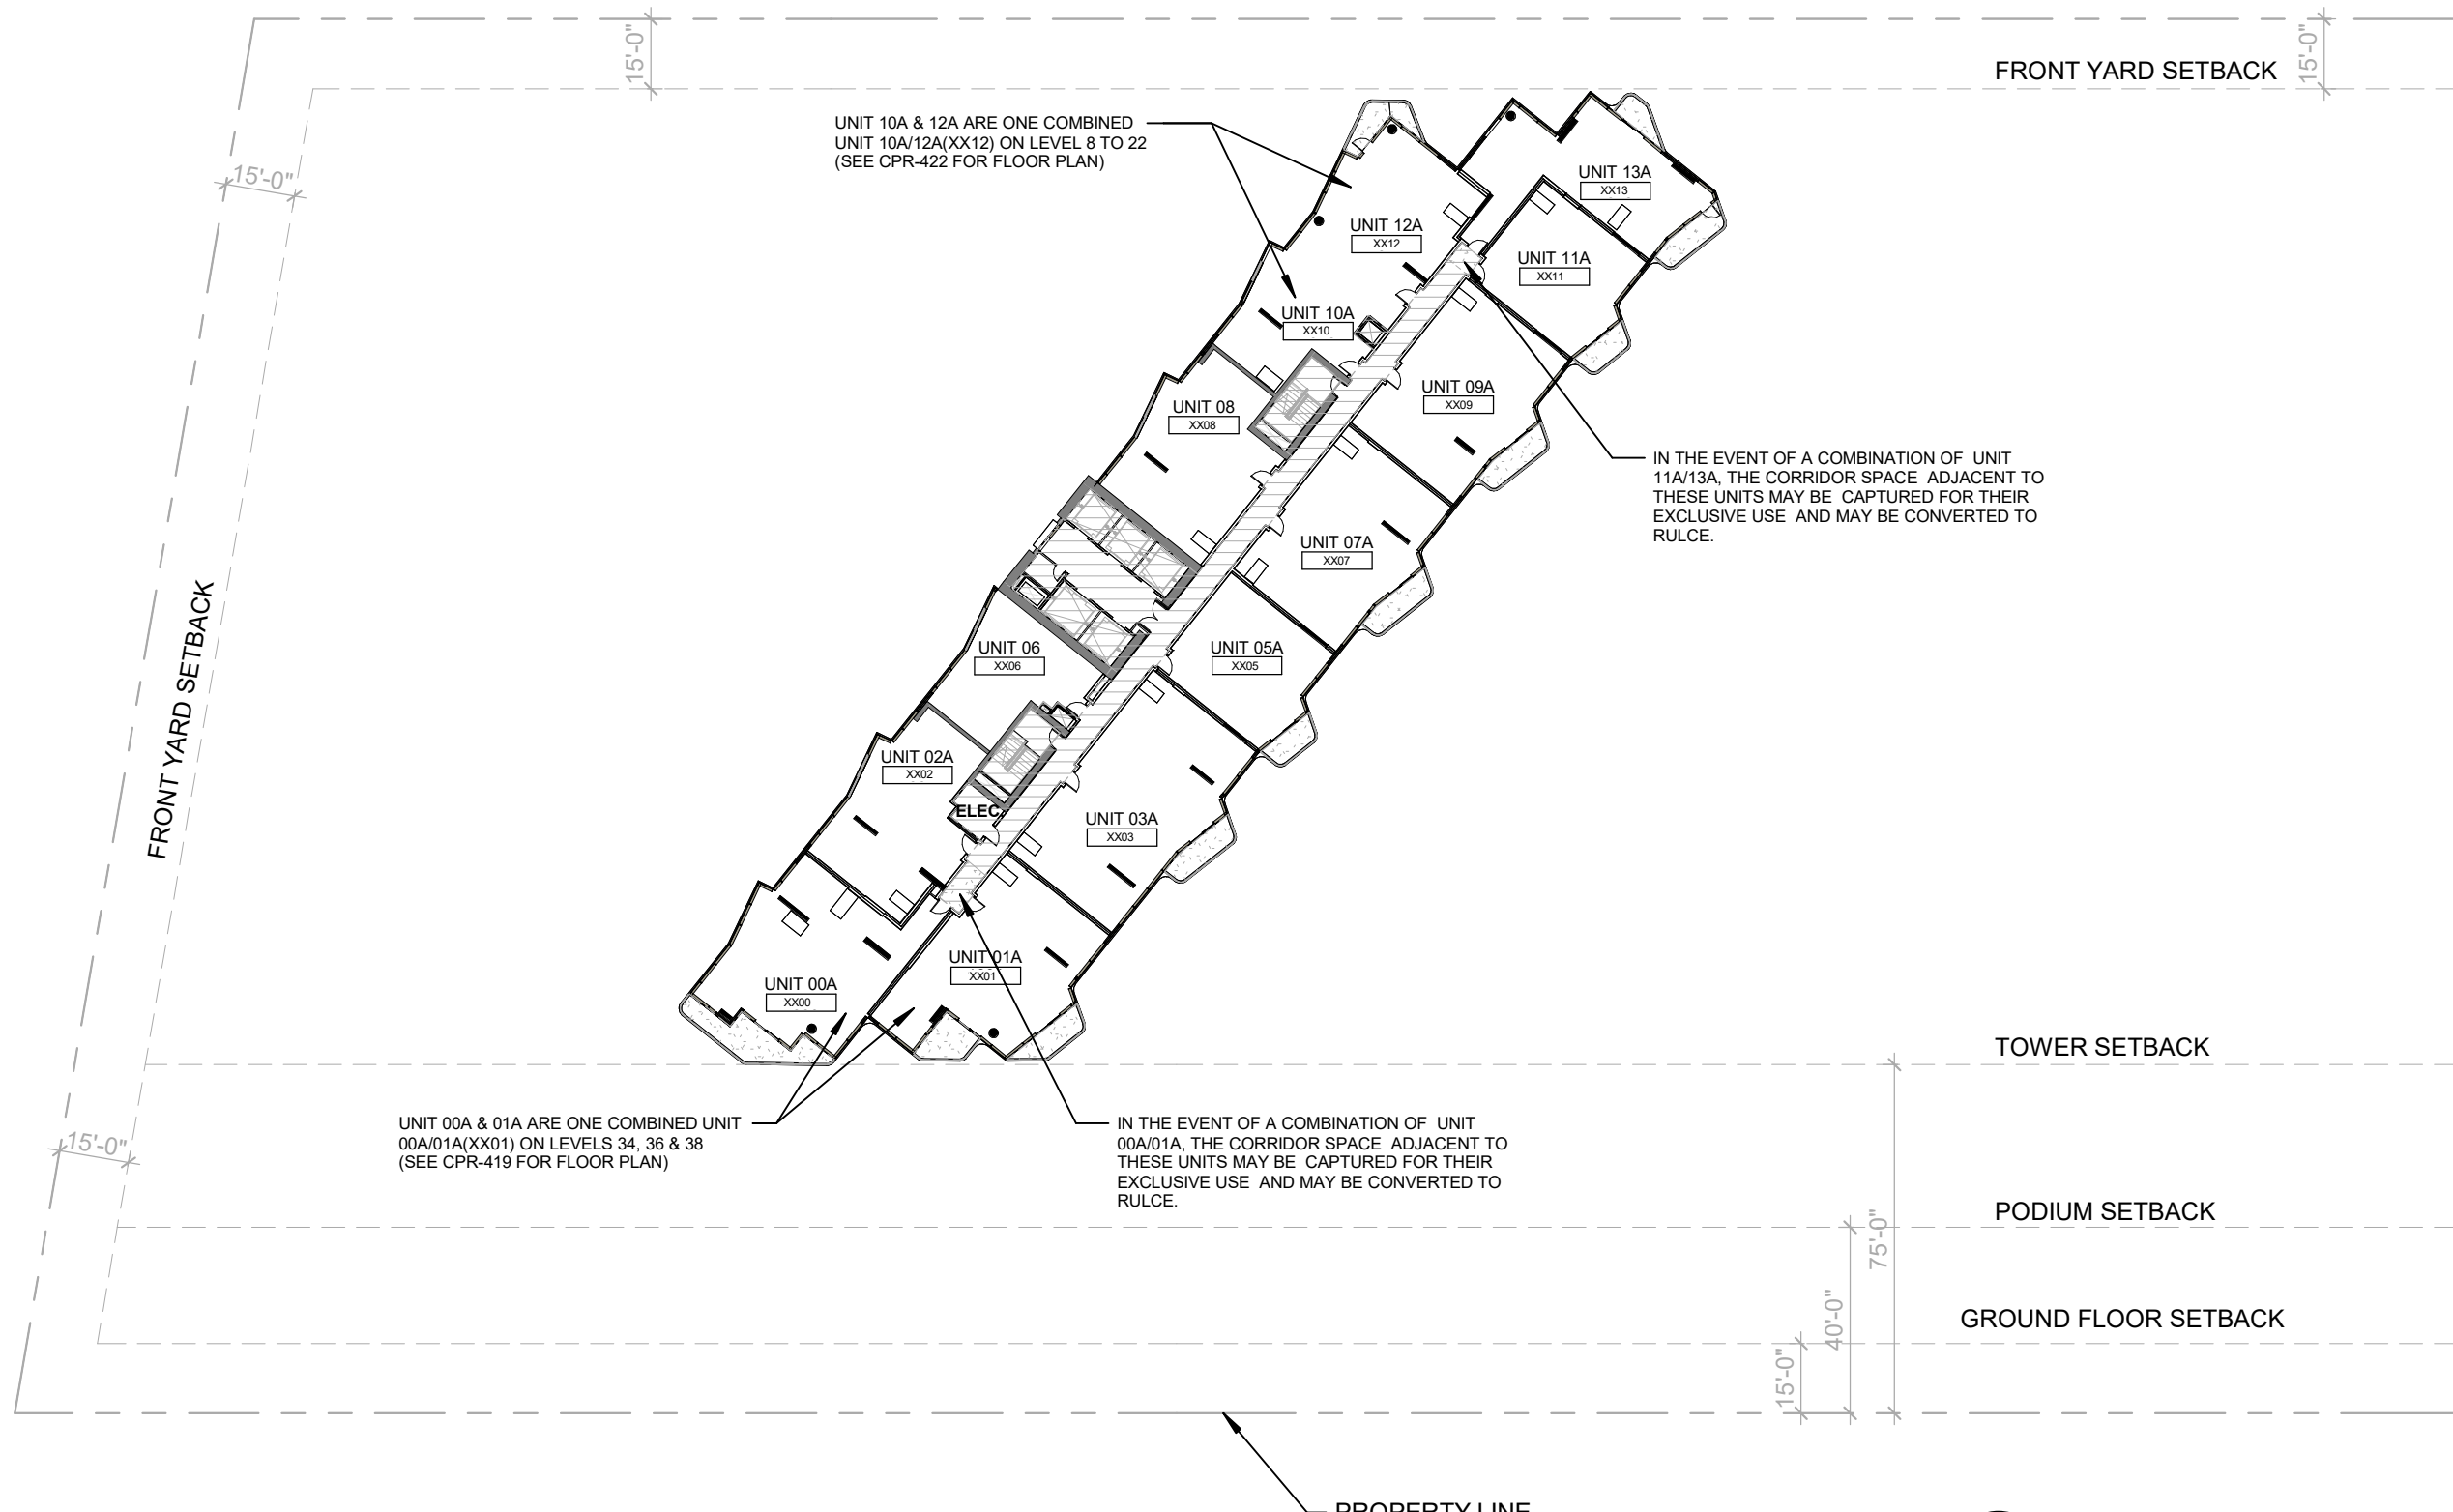 15'-0"
15'-0"
FRONT YARD SETBACK
UNIT 10A & 12A ARE ONE COMBINED
UNIT 10A/12A(XX12) ON LEVEL 8 TO 22
(SEE CPR-422 FOR FLOOR PLAN)
15'-0"
UNIT 13A
XX13
UNIT 12A
XX12
UNIT 11A
XX11
UNIT 10A
XX10
UNIT 09A
XX09
UNIT 08
XX08
IN THE EVENT OF A COMBINATION OF UNIT
11A/13A, THE CORRIDOR SPACE ADJACENT TO
THESE UNITS MAY BE CAPTURED FOR THEIR
EXCLUSIVE USE AND MAY BE CONVERTED TO
RULCE.
UNIT 07A
XX07
FRONT YARD SETBACK
UNIT 06
XX06
UNIT 05A
XX05
UNIT 02A
XX02
ELEC
UNIT 03A
XX03
UNIT 01A
XX01
UNIT 00A
XX00
TOWER SETBACK
UNIT 00A & 01A ARE ONE COMBINED UNIT
00A/01A(XX01) ON LEVELS 34, 36 & 38
(SEE CPR-419 FOR FLOOR PLAN)
IN THE EVENT OF A COMBINATION OF UNIT
00A/01A, THE CORRIDOR SPACE ADJACENT TO
THESE UNITS MAY BE CAPTURED FOR THEIR
EXCLUSIVE USE AND MAY BE CONVERTED TO
RULCE.
15'-0"
PODIUM SETBACK
75'-0"
40'-0"
GROUND FLOOR SETBACK
15'-0"
PROPERTY LINE